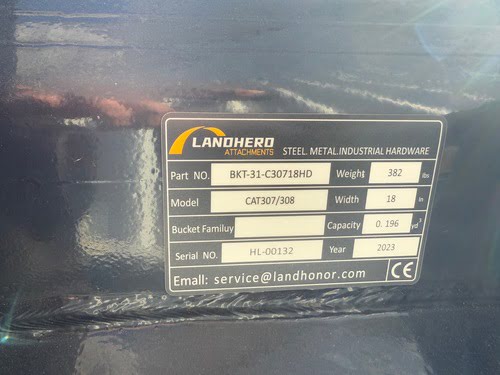 LANDHERO
ATTACHMENTS STEEL. METAL.INDUSTRIAL HARDWARE
Part NO. BKT-31-C30718HD Weight 382 lbs
Model CAT307/308 Width 18 in
Bucket Familuy Capacity 0.196 yd³
Serial NO. HL-00132 Year 2023
Emall: service@landhonor.com CE